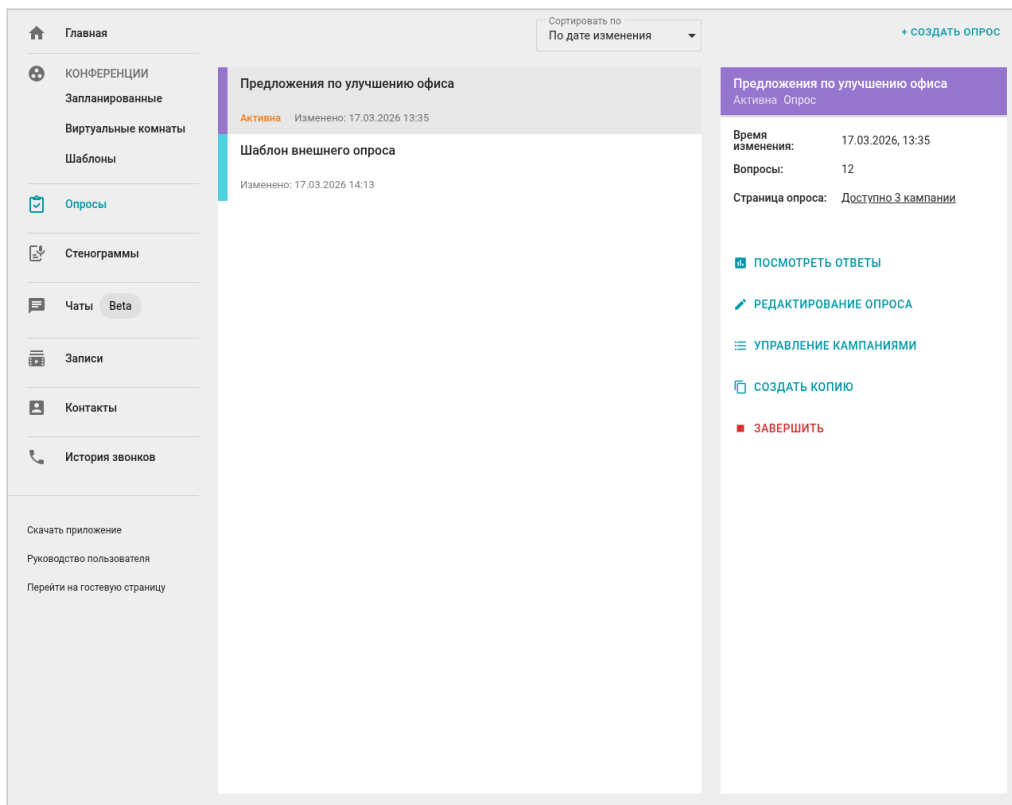 Главная
КОНФЕРЕНЦИИ
Запланированные
Виртуальные комнаты
Шаблоны
Опросы
Стенограммы
Чаты Beta
Записи
Контакты
История звонков
Скачать приложение
Руководство пользователя
Перейти на гостевую страницу
Сортировать по
По дате изменения
+ СОЗДАТЬ ОПРОС
Предложения по улучшению офиса
Активна Изменено: 17.03.2026 13:35
Шаблон внешнего опроса
Изменено: 17.03.2026 14:13
Предложения по улучшению офиса
Активна Опрос
Время
изменения:
17.03.2026, 13:35
Вопросы: 12
Страница опроса: Доступно 3 кампании
ПОСМОТРЕТЬ ОТВЕТЫ
РЕДАКТИРОВАНИЕ ОПРОСА
УПРАВЛЕНИЕ КАМПАНИЯМИ
СОЗДАТЬ КОПИЮ
ЗАВЕРШИТЬ